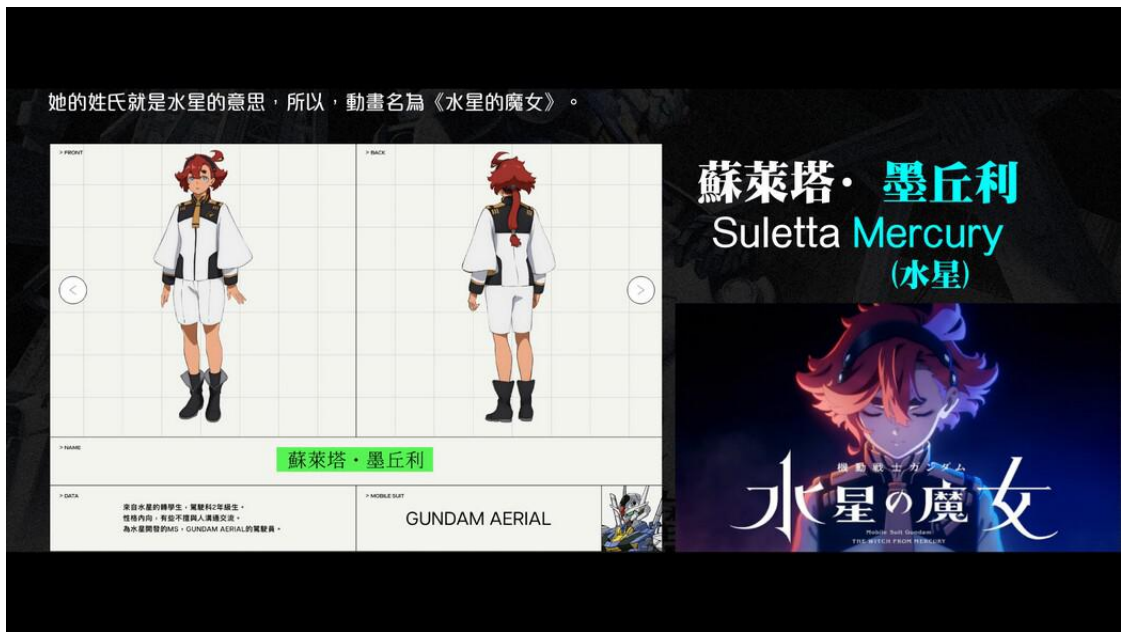 她的姓氏就是水星的意思，所以，動畫名為《水星的魔女》。
> FRONT
> BACK
蘇萊塔· 墨丘利
Suletta Mercury
(水星)
> NAME
蘇萊塔・墨丘利
> DATA
來自水星的轉學生，駕駛科2年級生。
性格內向，有些不擅與人溝通交流。
為水星開發的MS，GUNDAM AERIAL的駕駛員。
> MOBILE SUIT
GUNDAM AERIAL
機動戦士ガンダム
水星の魔女
Mobile Suit Gundam
THE WITCH FROM MERCURY